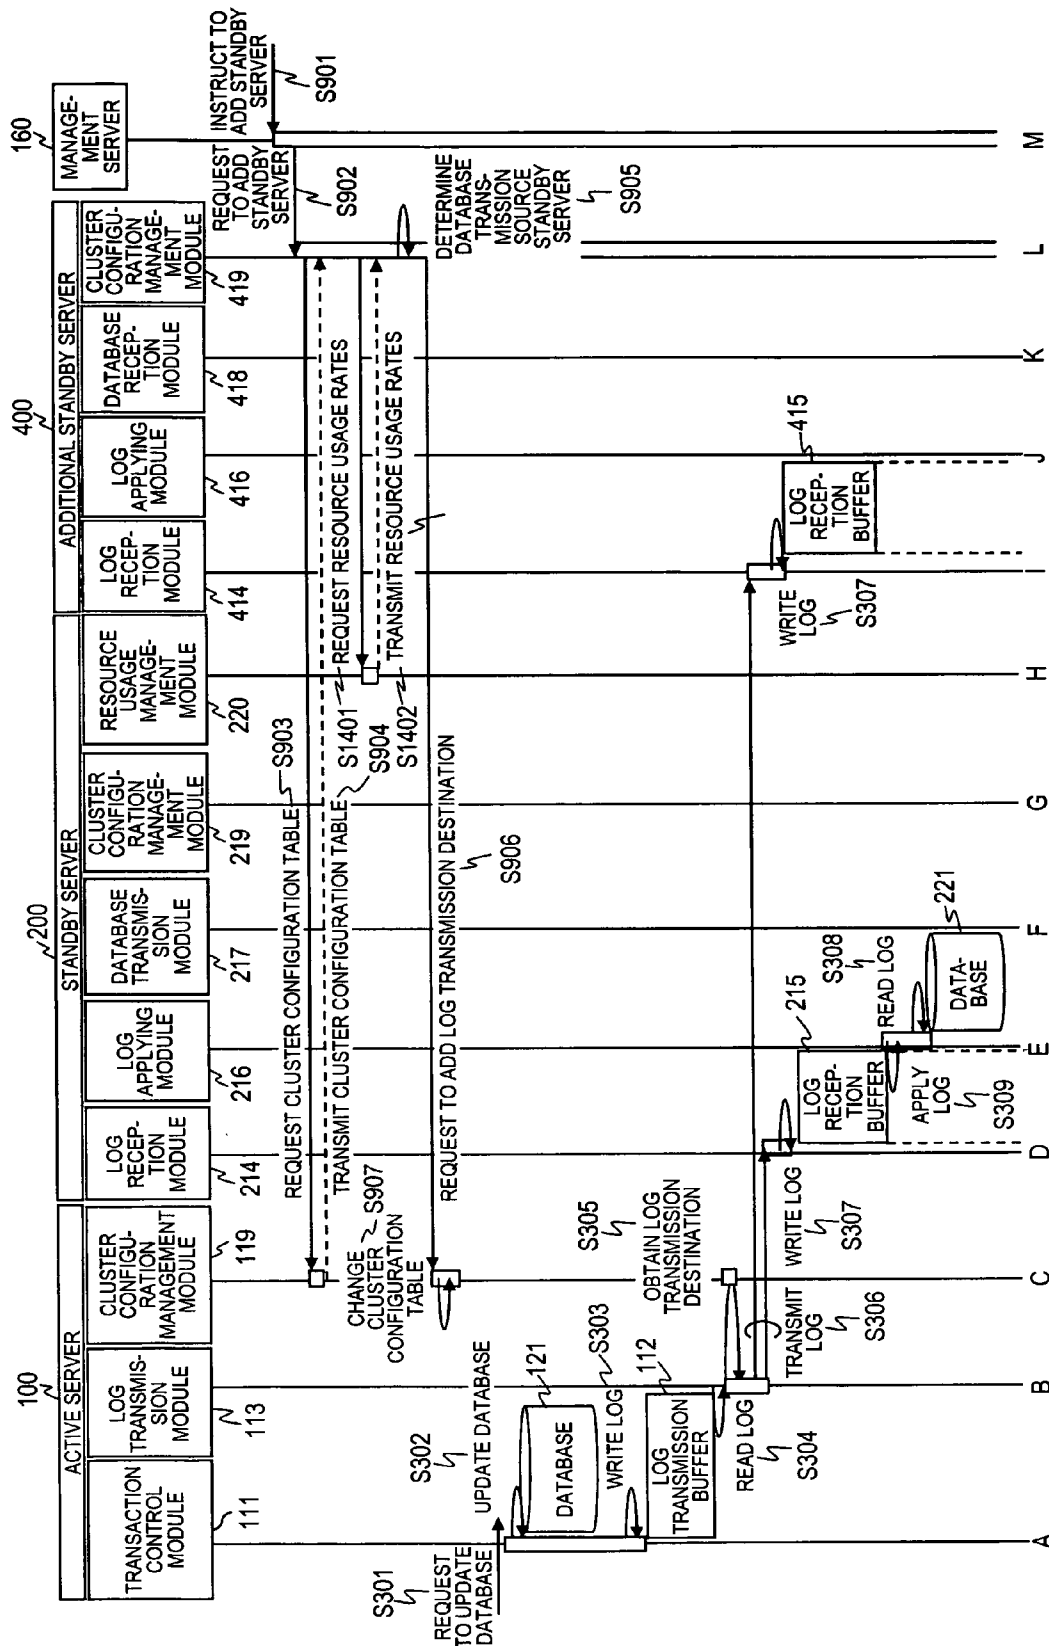 100
ACTIVE SERVER
TRANSACTION
CONTROL
MODULE
111
LOG
TRANSMIS-
SION
MODULE
113
CLUSTER
CONFIGU-
RATION
MANAGEMENT
MODULE
119
200
STANDBY SERVER
LOG
RECEP-
TION
MODULE
214
LOG
APPLYING
MODULE
216
DATABASE
TRANSMIS-
SION
MODULE
217
CLUSTER
CONFIGU-
RATION
MANAGE-
MENT
MODULE
219
RESOURCE
USAGE
MANAGE-
MENT
MODULE
220
400
ADDITIONAL STANDBY SERVER
LOG
RECEP-
TION
MODULE
414
LOG
APPLYING
MODULE
416
DATABASE
RECEP-
TION
MODULE
418
CLUSTER
CONFIGU-
RATION
MANAGE-
MENT
MODULE
419
160
MANAGE-
MENT
SERVER
INSTRUCT TO
ADD STANDBY
SERVER
S901
REQUEST
TO ADD
STANDBY
SERVER
S902
REQUEST CLUSTER CONFIGURATION TABLE
S903
TRANSMIT CLUSTER CONFIGURATION TABLE
S904
S1401
REQUEST RESOURCE USAGE RATES
S1402
TRANSMIT RESOURCE USAGE RATES
DETERMINE
DATABASE
TRANS-
MISSION
SOURCE
STANDBY
SERVER
S905
REQUEST TO ADD LOG TRANSMISSION DESTINATION
S906
CHANGE
CLUSTER
CONFIGURATION
TABLE
S907
S301
REQUEST
TO UPDATE
DATABASE
S302
UPDATE DATABASE
DATABASE
121
WRITE LOG
S303
LOG
TRANSMISSION
BUFFER
112
READ LOG
S304
S305
OBTAIN LOG
TRANSMISSION
DESTINATION
TRANSMIT
LOG
S306
WRITE LOG
S307
LOG
RECEP-
TION
BUFFER
215
S308
READ LOG
APPLY
LOG
S309
DATA-
BASE
221
WRITE
LOG
S307
LOG
RECEP-
TION
BUFFER
415
A
B
C
D
E
F
G
H
I
J
K
L
M